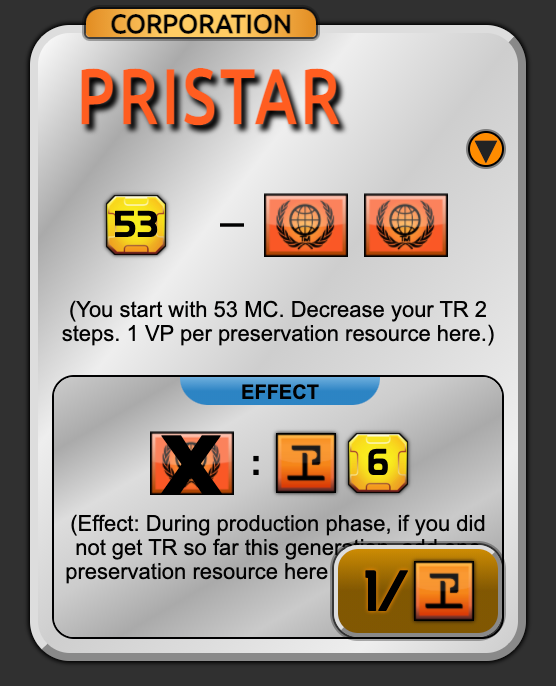 CORPORATION
PRISTAR
53 –
(You start with 53 MC. Decrease your TR 2
steps. 1 VP per preservation resource here.)
EFFECT
X : 6
(Effect: During production phase, if you did
not get TR so far this generation, add one
preservation resource here
1/